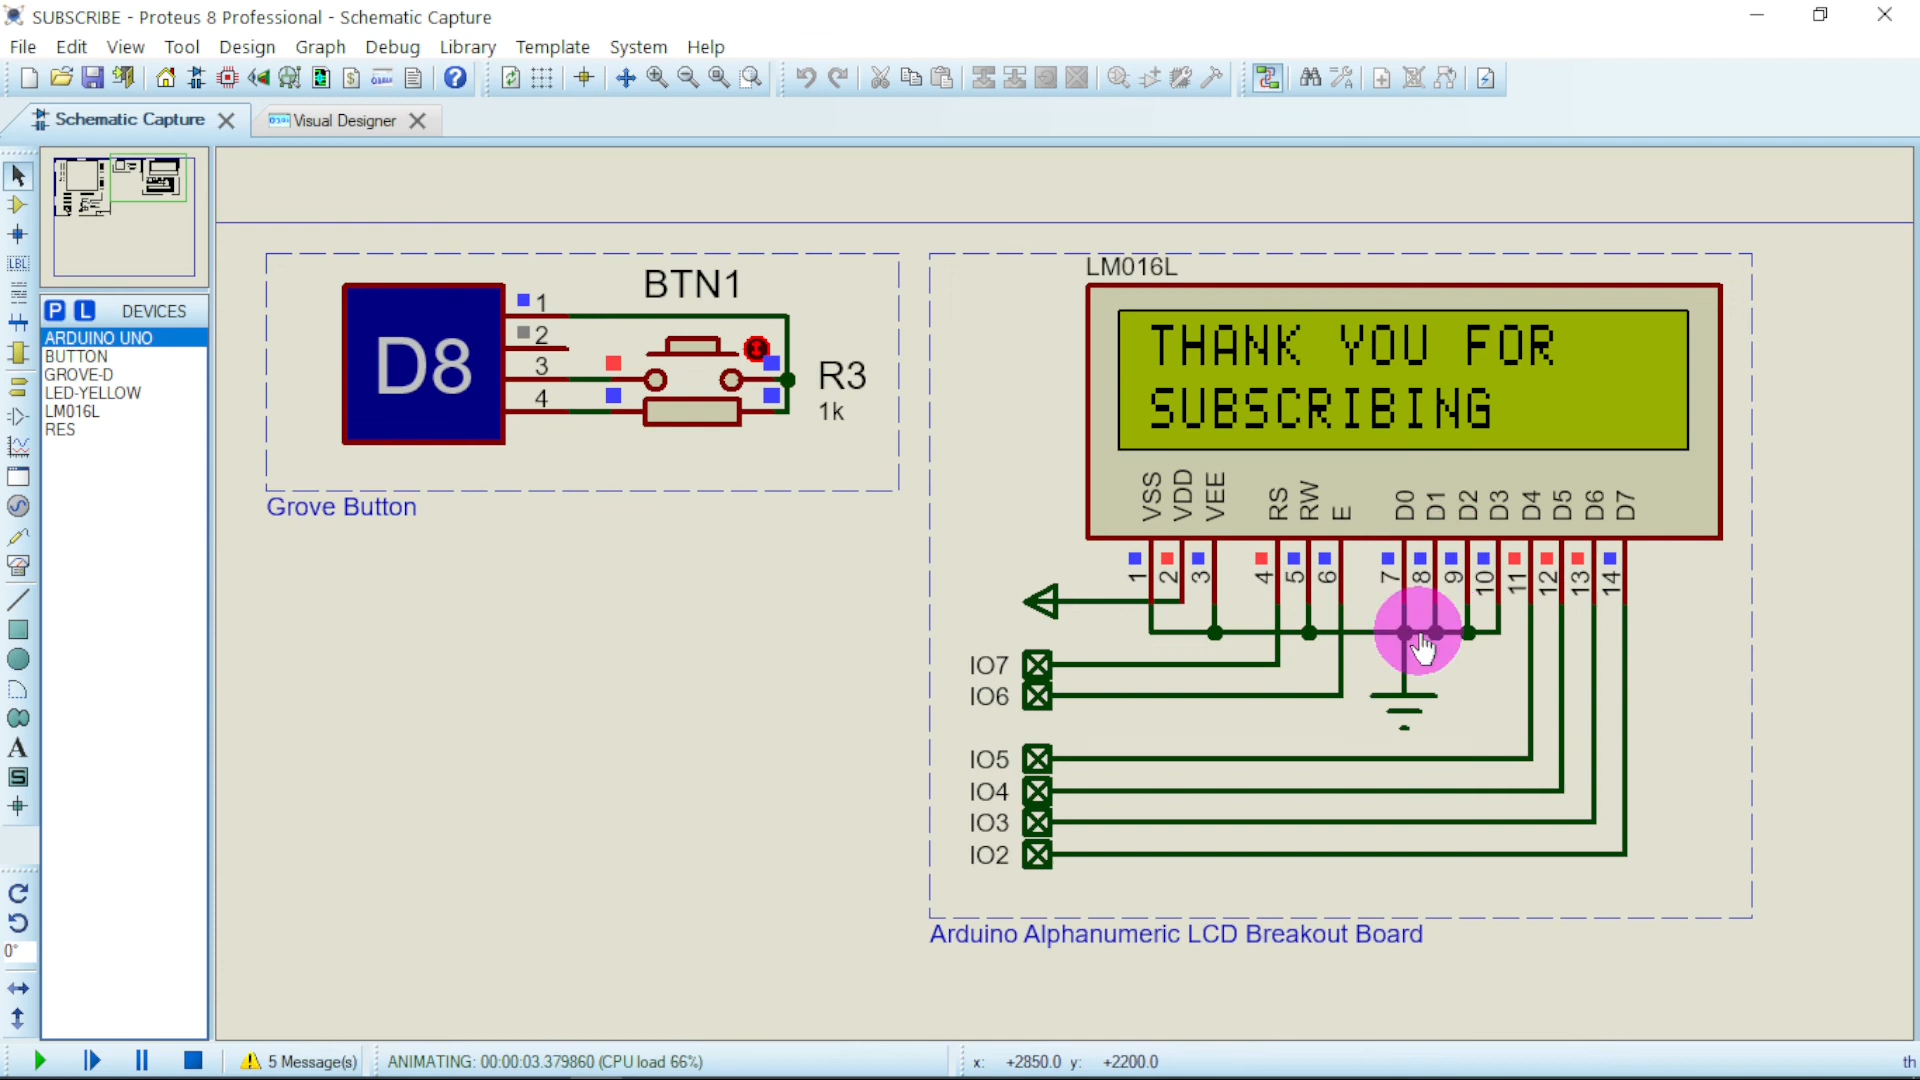 SUBSCRIBE - Proteus 8 Professional - Schematic Capture
File Edit View Tool Design Graph Debug Library Template System Help
Schematic Capture
Visual Designer
LBL
P L DEVICES
ARDUINO UNO
BUTTON
GROVE-D
LED-YELLOW
LM016L
RES
A
S
0°
D8
1
2
3
4
BTN1
R3
1k
Grove Button
LM016L
THANK YOU FOR
SUBSCRIBING
VSS VDD VEE RS RW E D0 D1 D2 D3 D4 D5 D6 D7
1 2 3 4 5 6 7 8 9 10 11 12 13 14
IO7
IO6
IO5
IO4
IO3
IO2
Arduino Alphanumeric LCD Breakout Board
5 Message(s) ANIMATING: 00:00:03.379860 (CPU load 66%) x: +2850.0 y: +2200.0 th